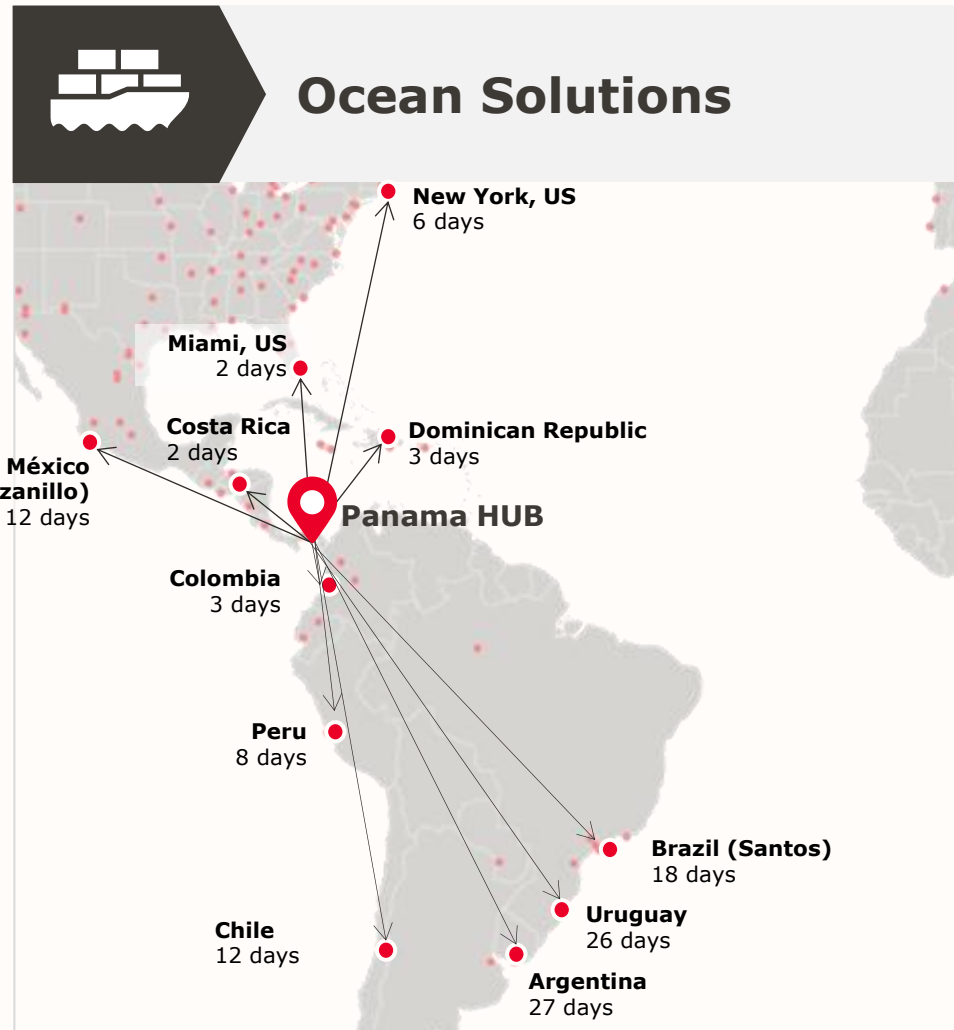 Ocean Solutions
New York, US
6 days
Miami, US
2 days
Costa Rica
2 days
Dominican Republic
3 days
México
zanillo)
12 days
Panama HUB
Colombia
3 days
Peru
8 days
Brazil (Santos)
18 days
Uruguay
26 days
Chile
12 days
Argentina
27 days